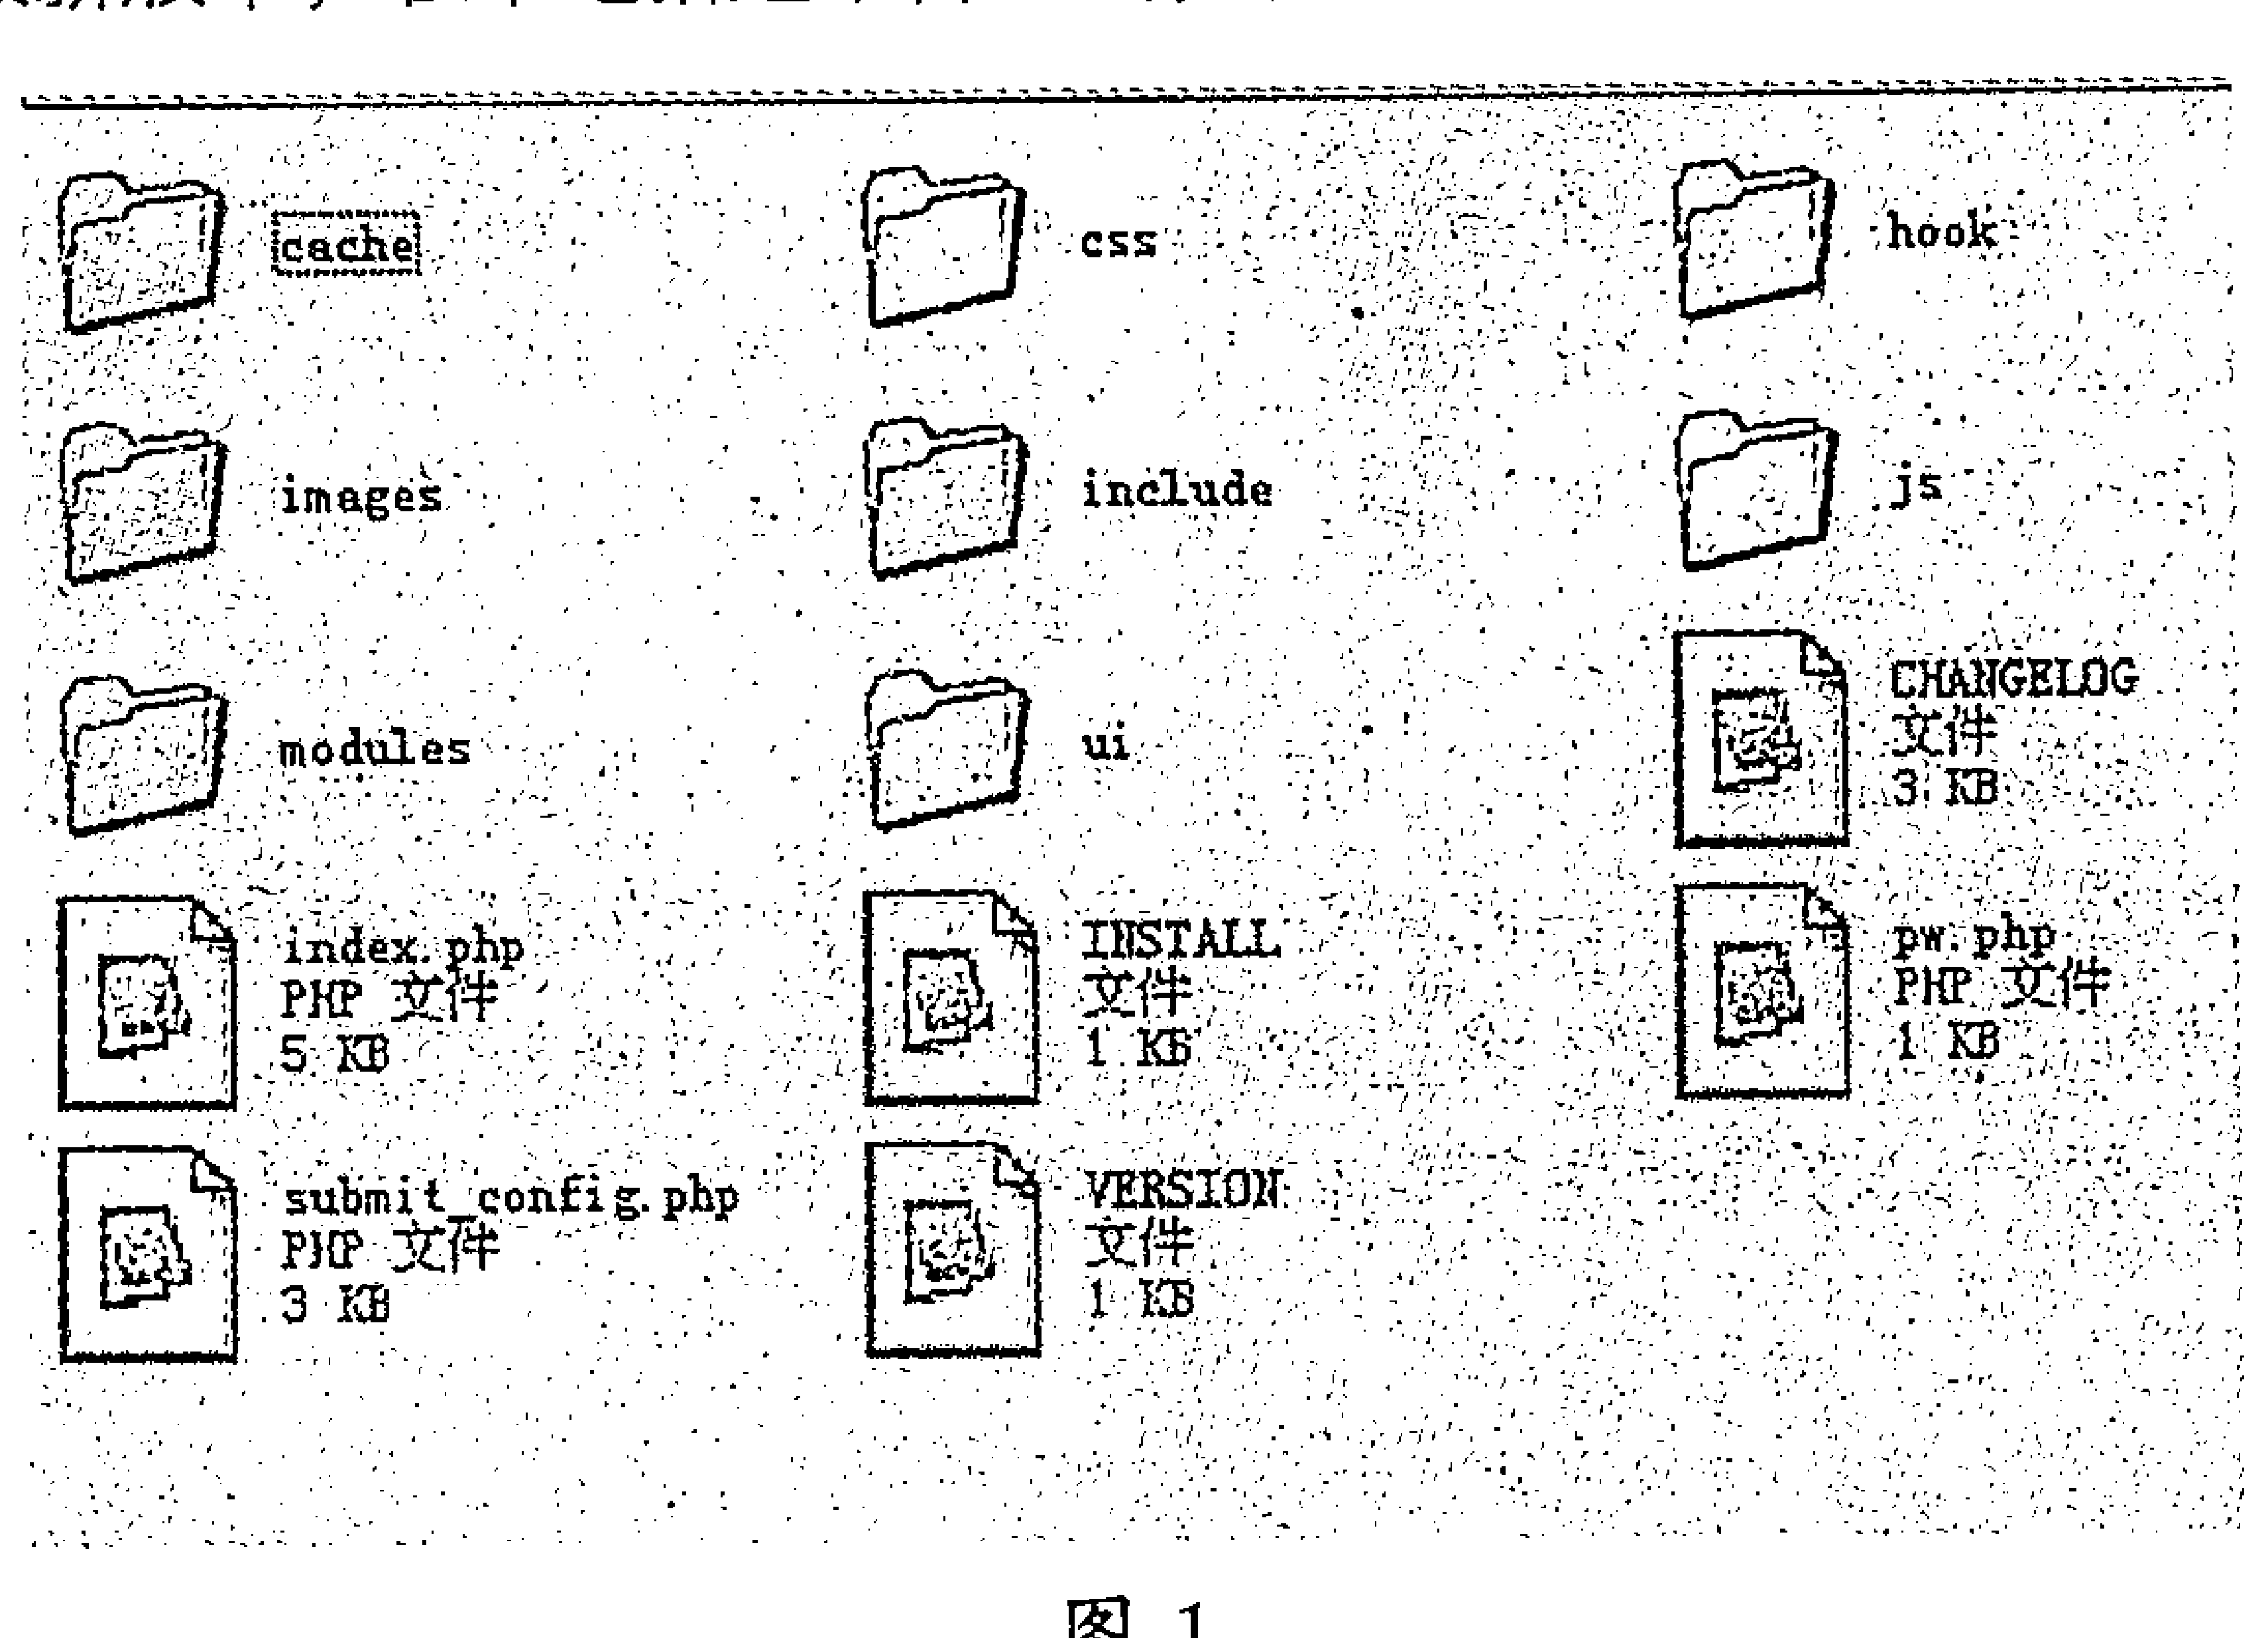 cache
css
hook
images
include
js
modules
ui
CHANGELOG
文件
3 KB
index.php
PHP 文件
5 KB
INSTALL
文件
1 KB
pw.php
PHP 文件
1 KB
submit_config.php
PHP 文件
3 KB
VERSION
文件
1 KB
图 1